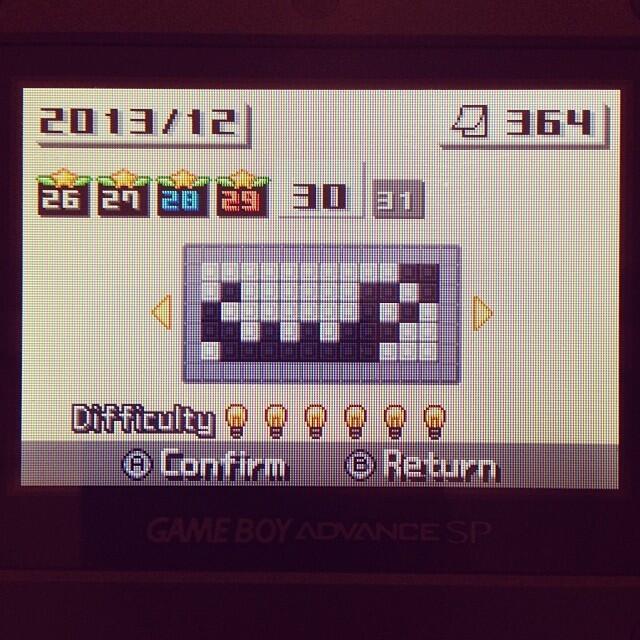 2013/12 364
26 27 28 29 30 31
Difficulty
A Confirm B Return
GAME BOY ADVANCE SP